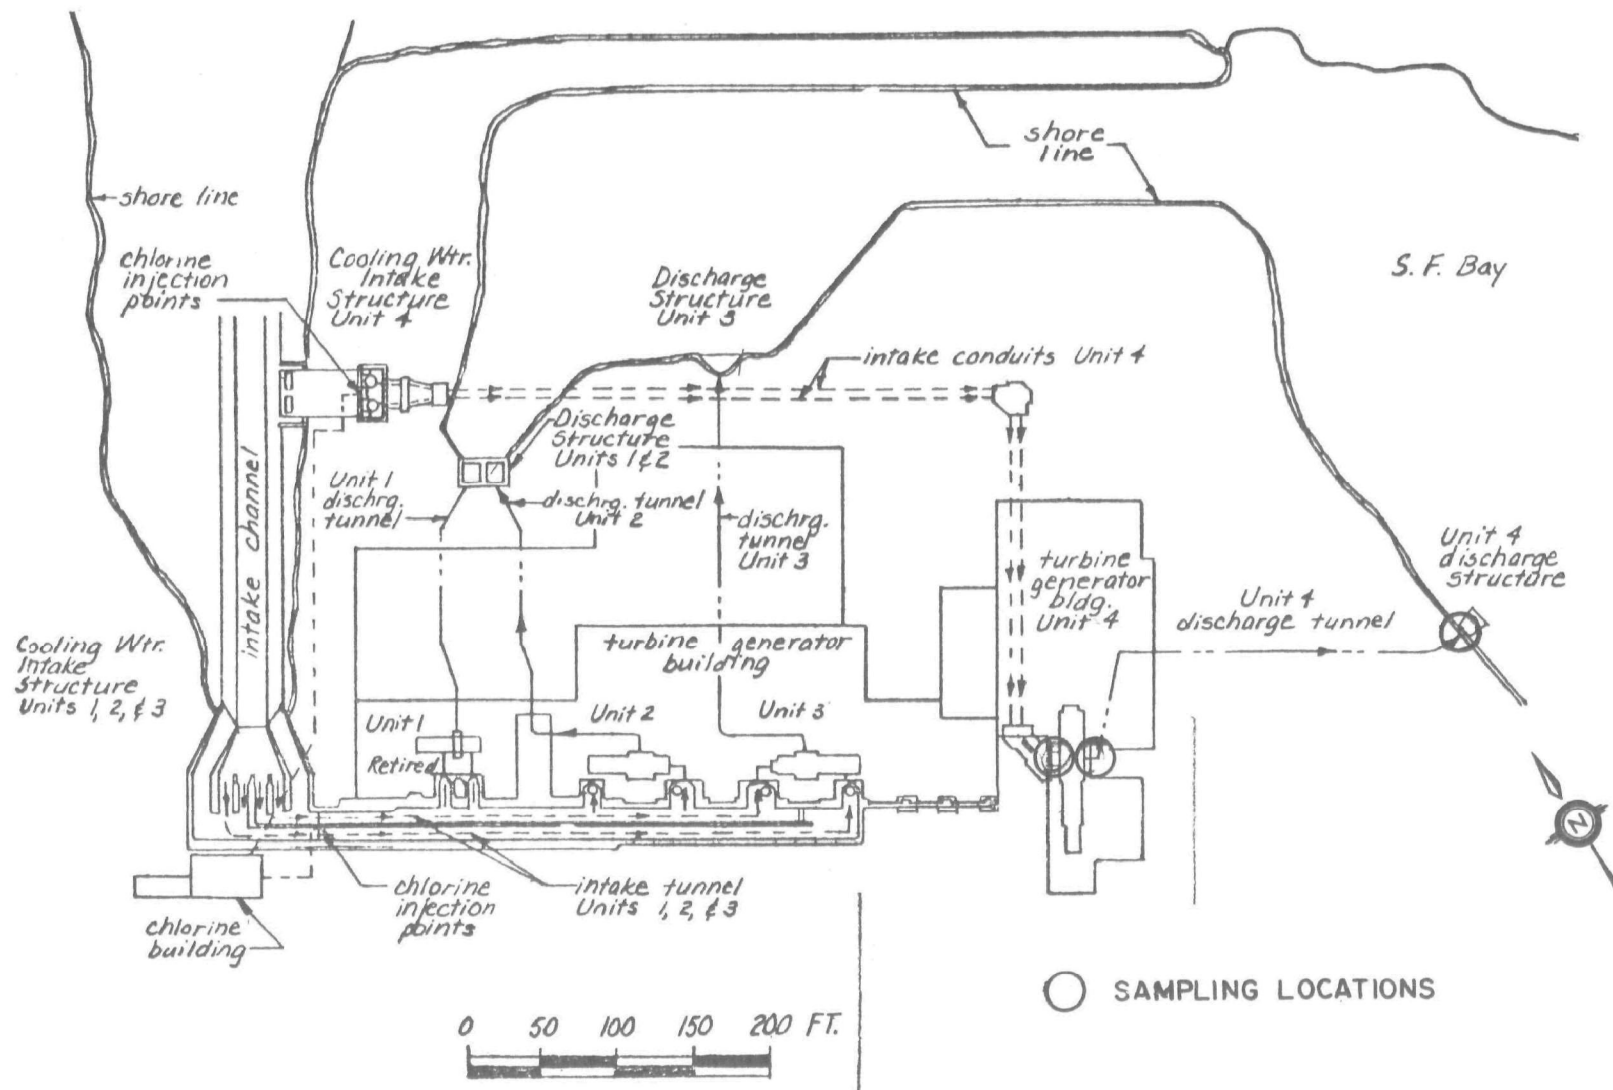 shore line
shore
line
chlorine
injection
points
Cooling Wtr.
Intake
Structure
Unit 4
Discharge
Structure
Unit 3
S. F. Bay
intake conduits Unit 4
Discharge
Structure
Units 1 & 2
Unit 1
dischrg.
tunnel
dischrg. tunnel
Unit 2
dischrg.
tunnel
Unit 3
intake channel
turbine
generator
bldg.
Unit 4
Unit 4
discharge
structure
Unit 4
discharge tunnel
Cooling Wtr.
Intake
Structure
Units 1, 2, & 3
turbine generator
building
Unit 1
Retired
Unit 2
Unit 3
N
chlorine
injection
points
intake tunnel
Units 1, 2, & 3
chlorine
building
SAMPLING LOCATIONS
0 50 100 150 200 FT.